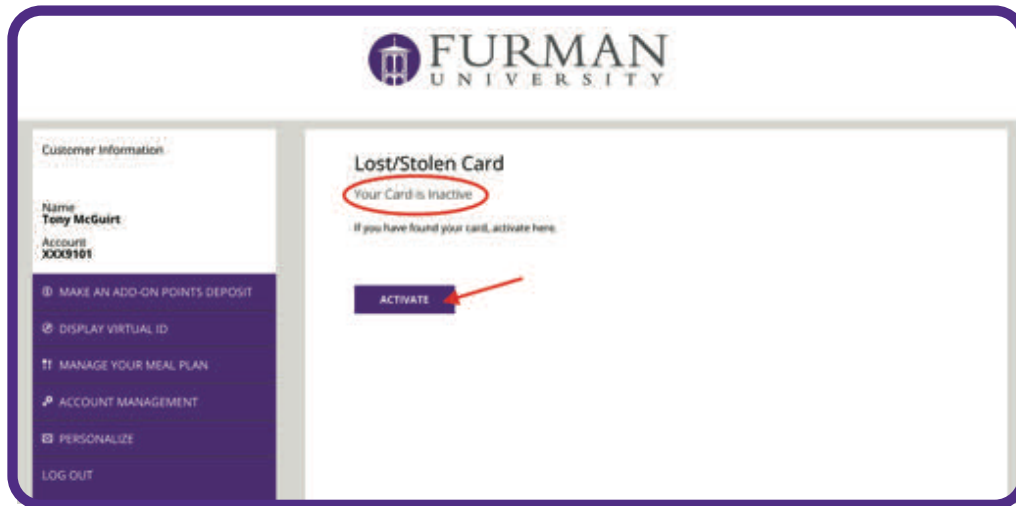 FURMAN
UNIVERSITY
Customer Information
Name
Tony McGuirt
Account
XXX9101
MAKE AN ADD-ON POINTS DEPOSIT
DISPLAY VIRTUAL ID
MANAGE YOUR MEAL PLAN
ACCOUNT MANAGEMENT
PERSONALIZE
LOG OUT
Lost/Stolen Card
Your Card is Inactive
If you have found your card, activate here.
ACTIVATE